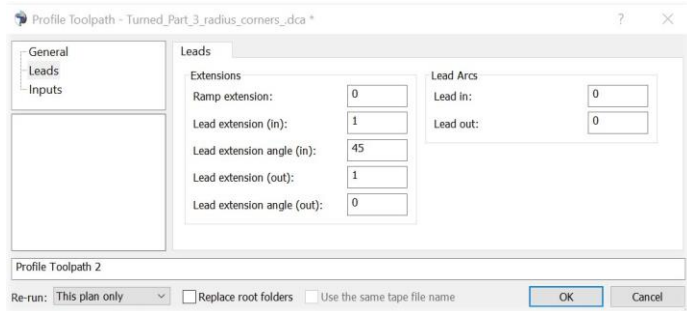 Profile Toolpath - Turned_Part_3_radius_corners_.dca *
General
Leads
Inputs
Leads
Extensions
Ramp extension: 0
Lead extension (in): 1
Lead extension angle (in): 45
Lead extension (out): 1
Lead extension angle (out): 0
Lead Arcs
Lead in: 0
Lead out: 0
Profile Toolpath 2
Re-run: This plan only Replace root folders Use the same tape file name OK Cancel